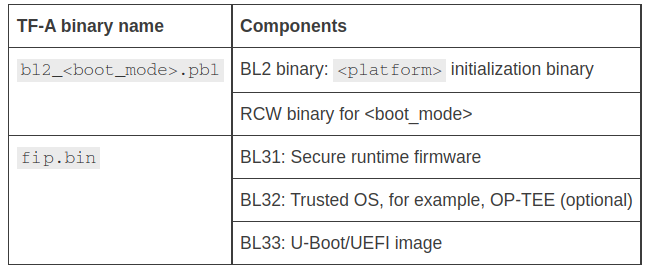 TF-A binary name Components
bl2_<boot_mode>.pbl BL2 binary: <platform> initialization binary
RCW binary for <boot_mode>
fip.bin BL31: Secure runtime firmware
BL32: Trusted OS, for example, OP-TEE (optional)
BL33: U-Boot/UEFI image